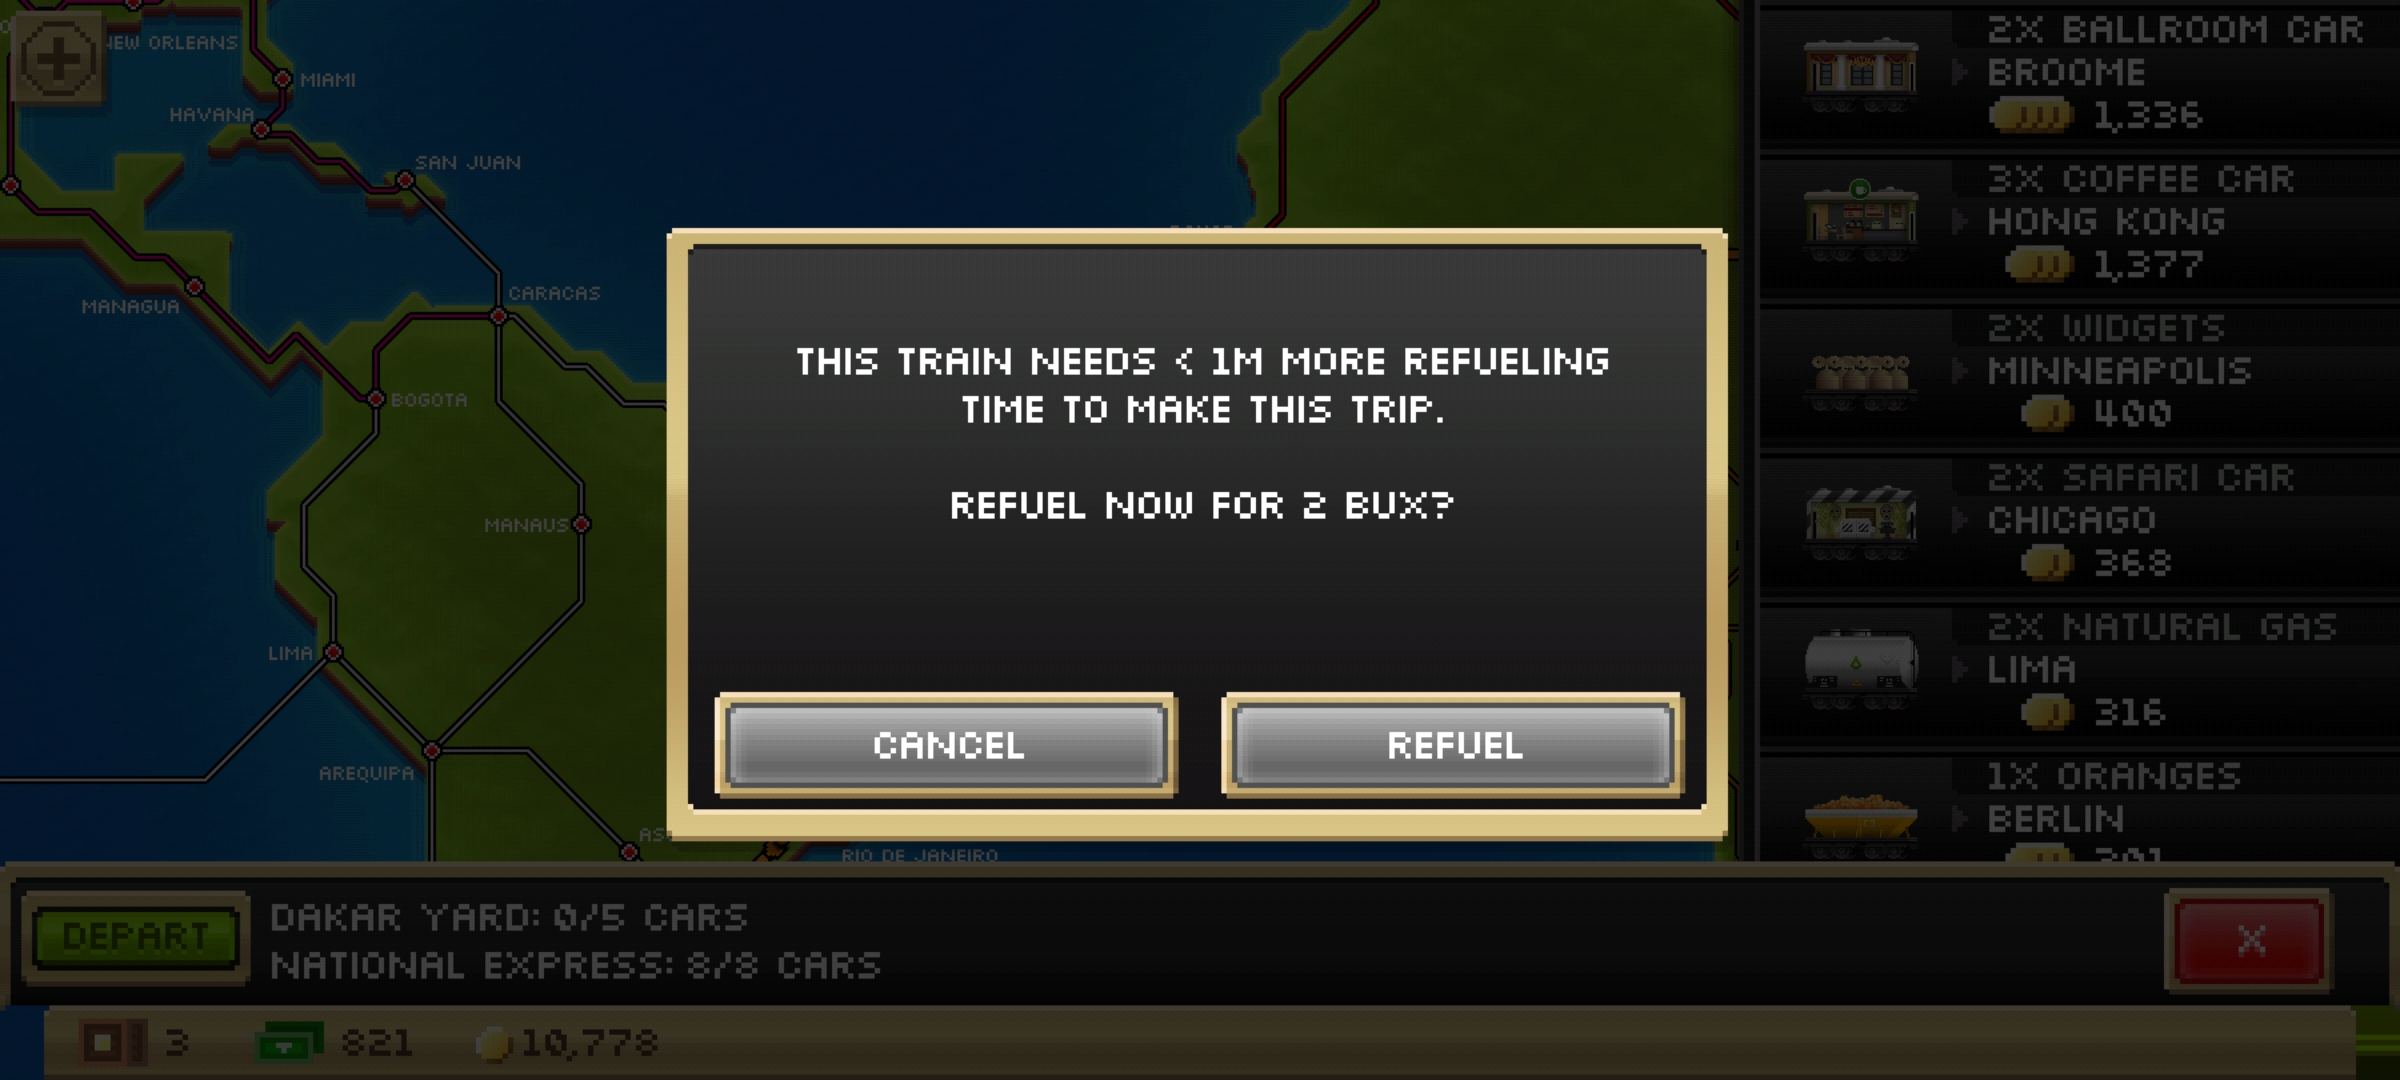 NEW ORLEANS
MIAMI
HAVANA
SAN JUAN
MANAGUA
CARACAS
BOGOTA
MANAUS
LIMA
AREQUIPA
RIO DE JANEIRO
THIS TRAIN NEEDS < 1M MORE REFUELING
TIME TO MAKE THIS TRIP.
REFUEL NOW FOR 2 BUX?
CANCEL
REFUEL
2X BALLROOM CAR
BROOME
1,336
3X COFFEE CAR
HONG KONG
1,377
2X WIDGETS
MINNEAPOLIS
400
2X SAFARI CAR
CHICAGO
368
2X NATURAL GAS
LIMA
316
1X ORANGES
BERLIN
DEPART
DAKAR YARD: 0/5 CARS
NATIONAL EXPRESS: 8/8 CARS
X
3
821
10,778